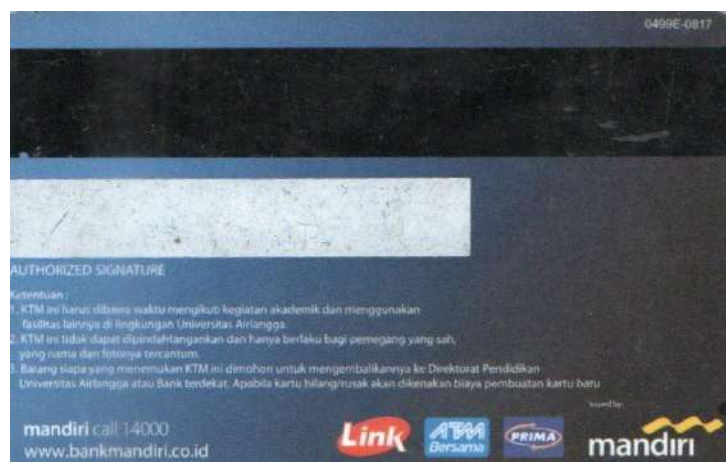 0499E-0817
AUTHORIZED SIGNATURE
Ketentuan :
1. KTM ini harus dibawa waktu mengikuti kegiatan akademik dan menggunakan
fasilitas lainnya di lingkungan Universitas Airlangga.
2. KTM ini tidak dapat dipindahtangankan dan hanya berlaku bagi pemegang yang sah,
yang nama dan fotonya tercantum.
3. Barang siapa yang menemukan KTM ini dimohon untuk mengembalikannya ke Direktorat Pendidikan
Universitas Airlangga atau Bank terdekat. Apabila kartu hilang/rusak akan dikenakan biaya pembuatan kartu baru
Issued by:
mandiri call 14000
www.bankmandiri.co.id
Link
ATM
Bersama
PRIMA
mandiri